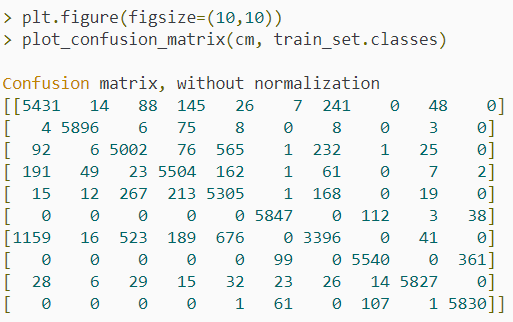 > plt.figure(figsize=(10,10))
> plot_confusion_matrix(cm, train_set.classes)

Confusion matrix, without normalization
[[5431   14   88  145   26    7  241    0   48    0]
 [   4 5896    6   75    8    0    8    0    3    0]
 [  92    6 5002   76  565    1  232    1   25    0]
 [ 191   49   23 5504  162    1   61    0    7    2]
 [  15   12  267  213 5305    1  168    0   19    0]
 [   0    0    0    0    0 5847    0  112    3   38]
 [1159   16  523  189  676    0 3396    0   41    0]
 [   0    0    0    0    0   99    0 5540    0  361]
 [  28    6   29   15   32   23   26   14 5827    0]
 [   0    0    0    0    1   61    0  107    1 5830]]